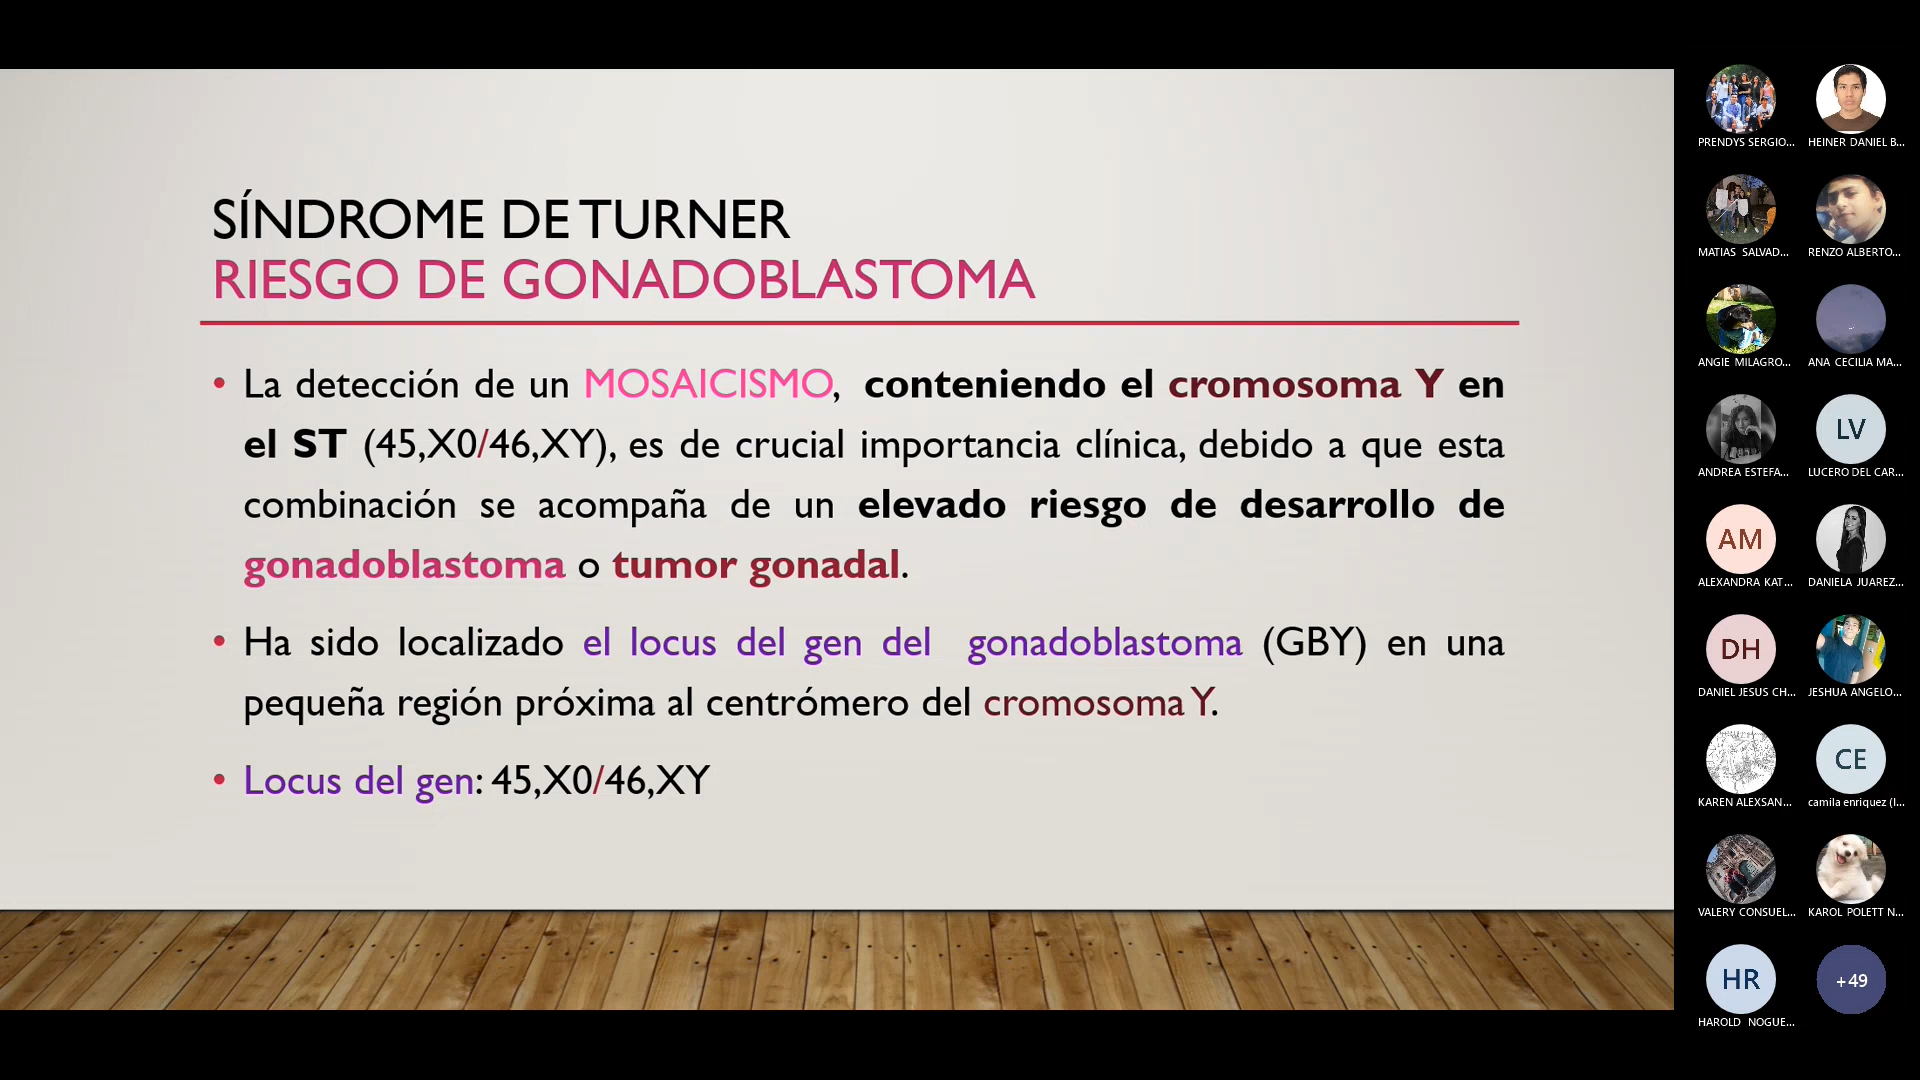 SÍNDROME DE TURNER
RIESGO DE GONADOBLASTOMA
• La detección de un MOSAICISMO, conteniendo el cromosoma Y en
el ST (45,X0/46,XY), es de crucial importancia clínica, debido a que esta
combinación se acompaña de un elevado riesgo de desarrollo de
gonadoblastoma o tumor gonadal.
• Ha sido localizado el locus del gen del gonadoblastoma (GBY) en una
pequeña región próxima al centrómero del cromosoma Y.
• Locus del gen: 45,X0/46,XY
PRENDYS SERGIO...
HEINER DANIEL B...
MATIAS SALVAD...
RENZO ALBERTO...
ANGIE MILAGRO...
ANA CECILIA MA...
LV
ANDREA ESTEFA...
LUCERO DEL CAR...
AM
ALEXANDRA KAT...
DANIELA JUAREZ...
DH
DANIEL JESUS CH...
JESHUA ANGELO...
CE
KAREN ALEXSAN...
camila enriquez (I...
VALERY CONSUEL...
KAROL POLETT N...
HR
+49
HAROLD NOGUE...